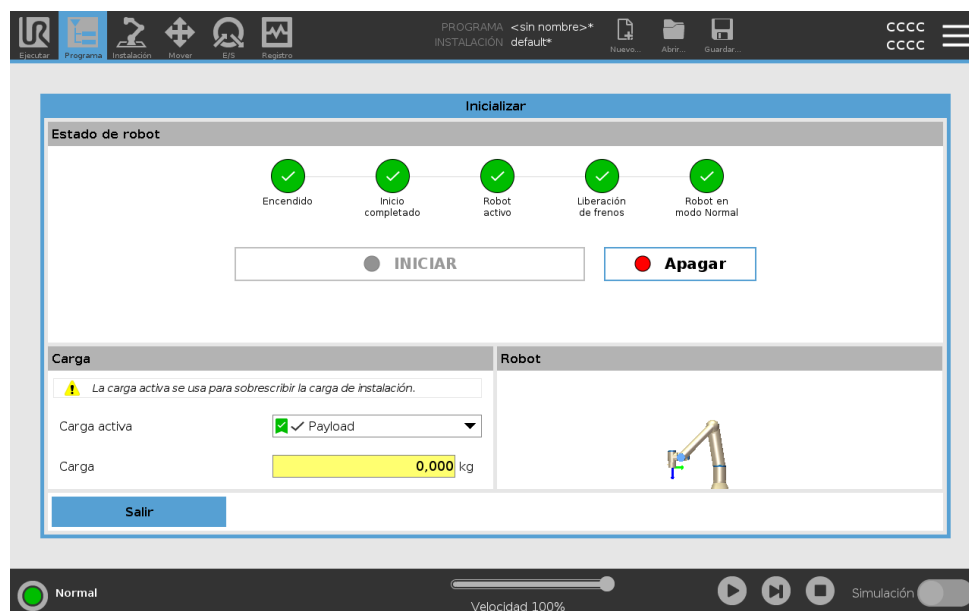 PROGRAMA <sin nombre>*
INSTALACIÓN default*
Ejecutar Programa Instalación Mover E/S Registro Nuevo... Abrir... Guardar...
CCCC
CCCC
Inicializar
Estado de robot
Encendido
Inicio
completado
Robot
activo
Liberación
de frenos
Robot en
modo Normal
INICIAR
Apagar
Carga
Robot
La carga activa se usa para sobrescribir la carga de instalación.
Carga activa
Payload
Carga
0,000 kg
Salir
Normal
Velocidad 100%
Simulación